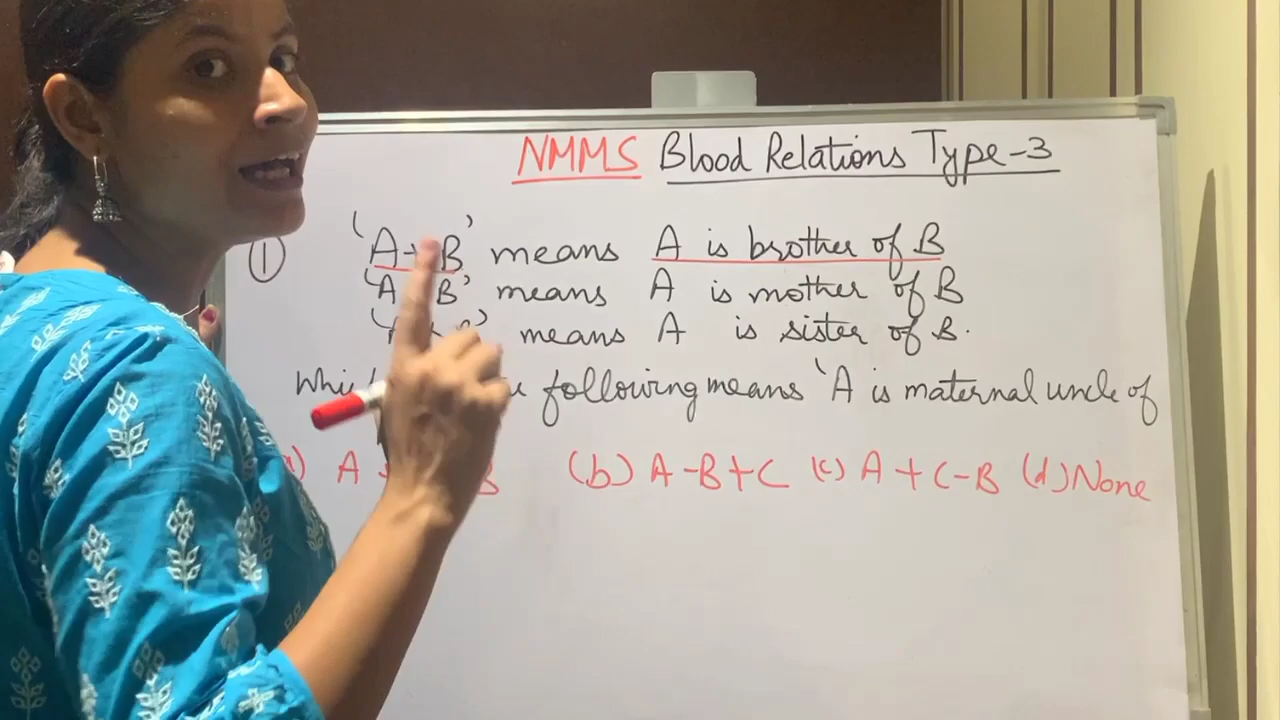 NMMS Blood Relations Type-3
① 'A+B' means A is brother of B
'A B' means A is mother of B
means A is sister of B.
following means 'A is maternal uncle of
A (b) A-B+C (c) A+C-B (d) None